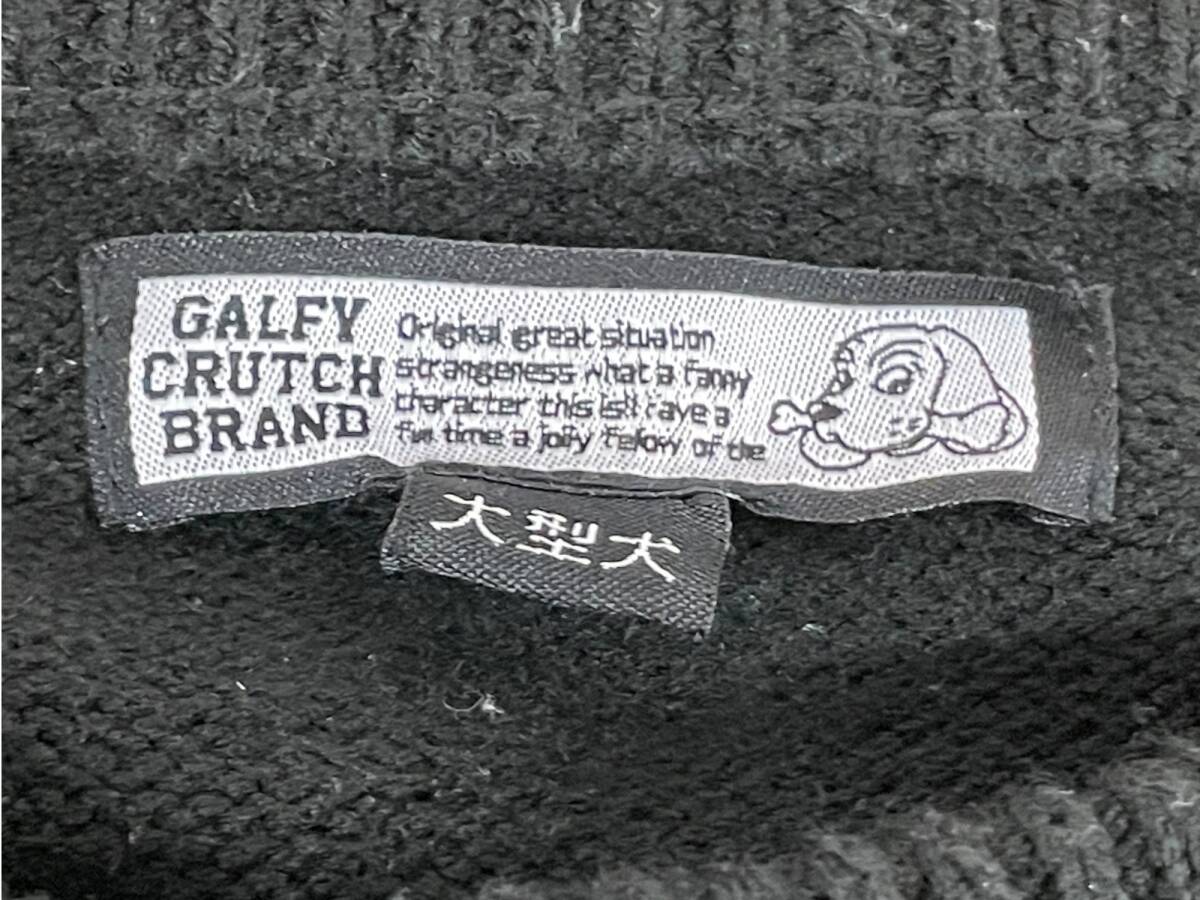 GALFY
CRUTCH
BRAND
Original great situation
strangeness what a fanny
character this is!! rave a
fun time a jolly fellow of the
大型犬